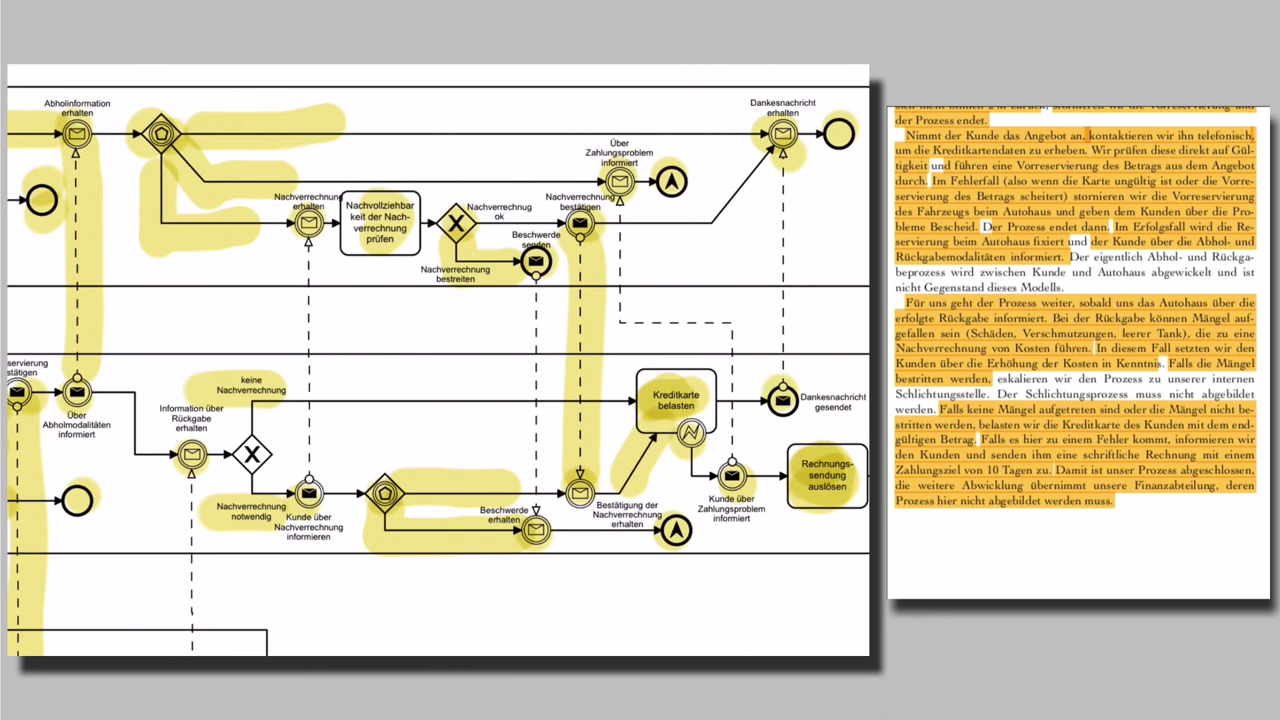 Abholinformation
erhalten
Dankesnachricht
erhalten
Über
Zahlungsproblem
informiert
Nachverrechnung
erhalten
Nachvollziehbar
keit der Nach-
verrechnung
prüfen
Nachverrechnug
ok
Nachverrechnung
bestätigen
Beschwerde
senden
Nachverrechnung
bestreiten
servierung
stätigen
Über
Abholmodalitäten
informiert
Information über
Rückgabe
erhalten
keine
Nachverrechnung
Nachverrechnung
notwendig
Kunde über
Nachverrechnung
informieren
Beschwerde
erhalten
Bestätigung der
Nachverrechnung
erhalten
Kreditkarte
belasten
Dankesnachricht
gesendet
Kunde über
Zahlungsproblem
informiert
Rechnungs-
sendung
auslösen
der Prozess endet.
Nimmt der Kunde das Angebot an, kontaktieren wir ihn telefonisch,
um die Kreditkartendaten zu erheben. Wir prüfen diese direkt auf Gül-
tigkeit und führen eine Vorreservierung des Betrags aus dem Angebot
durch. Im Fehlerfall (also wenn die Karte ungültig ist oder die Vorre-
servierung des Betrags scheitert) stornieren wir die Vorreservierung
des Fahrzeugs beim Autohaus und geben dem Kunden über die Pro-
bleme Bescheid. Der Prozess endet dann. Im Erfolgsfall wird die Re-
servierung beim Autohaus fixiert und der Kunde über die Abhol- und
Rückgabemodalitäten informiert. Der eigentlich Abhol- und Rückga-
beprozess wird zwischen Kunde und Autohaus abgewickelt und ist
nicht Gegenstand dieses Modells.
Für uns geht der Prozess weiter, sobald uns das Autohaus über die
erfolgte Rückgabe informiert. Bei der Rückgabe können Mängel auf-
gefallen sein (Schäden, Verschmutzungen, leerer Tank), die zu eine
Nachverrechnung von Kosten führen. In diesem Fall setzten wir den
Kunden über die Erhöhung der Kosten in Kenntnis. Falls die Mängel
bestritten werden, eskalieren wir den Prozess zu unserer internen
Schlichtungsstelle. Der Schlichtungsprozess muss nicht abgebildet
werden. Falls keine Mängel aufgetreten sind oder die Mängel nicht be-
stritten werden, belasten wir die Kreditkarte des Kunden mit dem end-
gültigen Betrag. Falls es hier zu einem Fehler kommt, informieren wir
den Kunden und senden ihm eine schriftliche Rechnung mit einem
Zahlungsziel von 10 Tagen zu. Damit ist unser Prozess abgeschlossen,
die weitere Abwicklung übernimmt unsere Finanzabteilung, deren
Prozess hier nicht abgebildet werden muss.